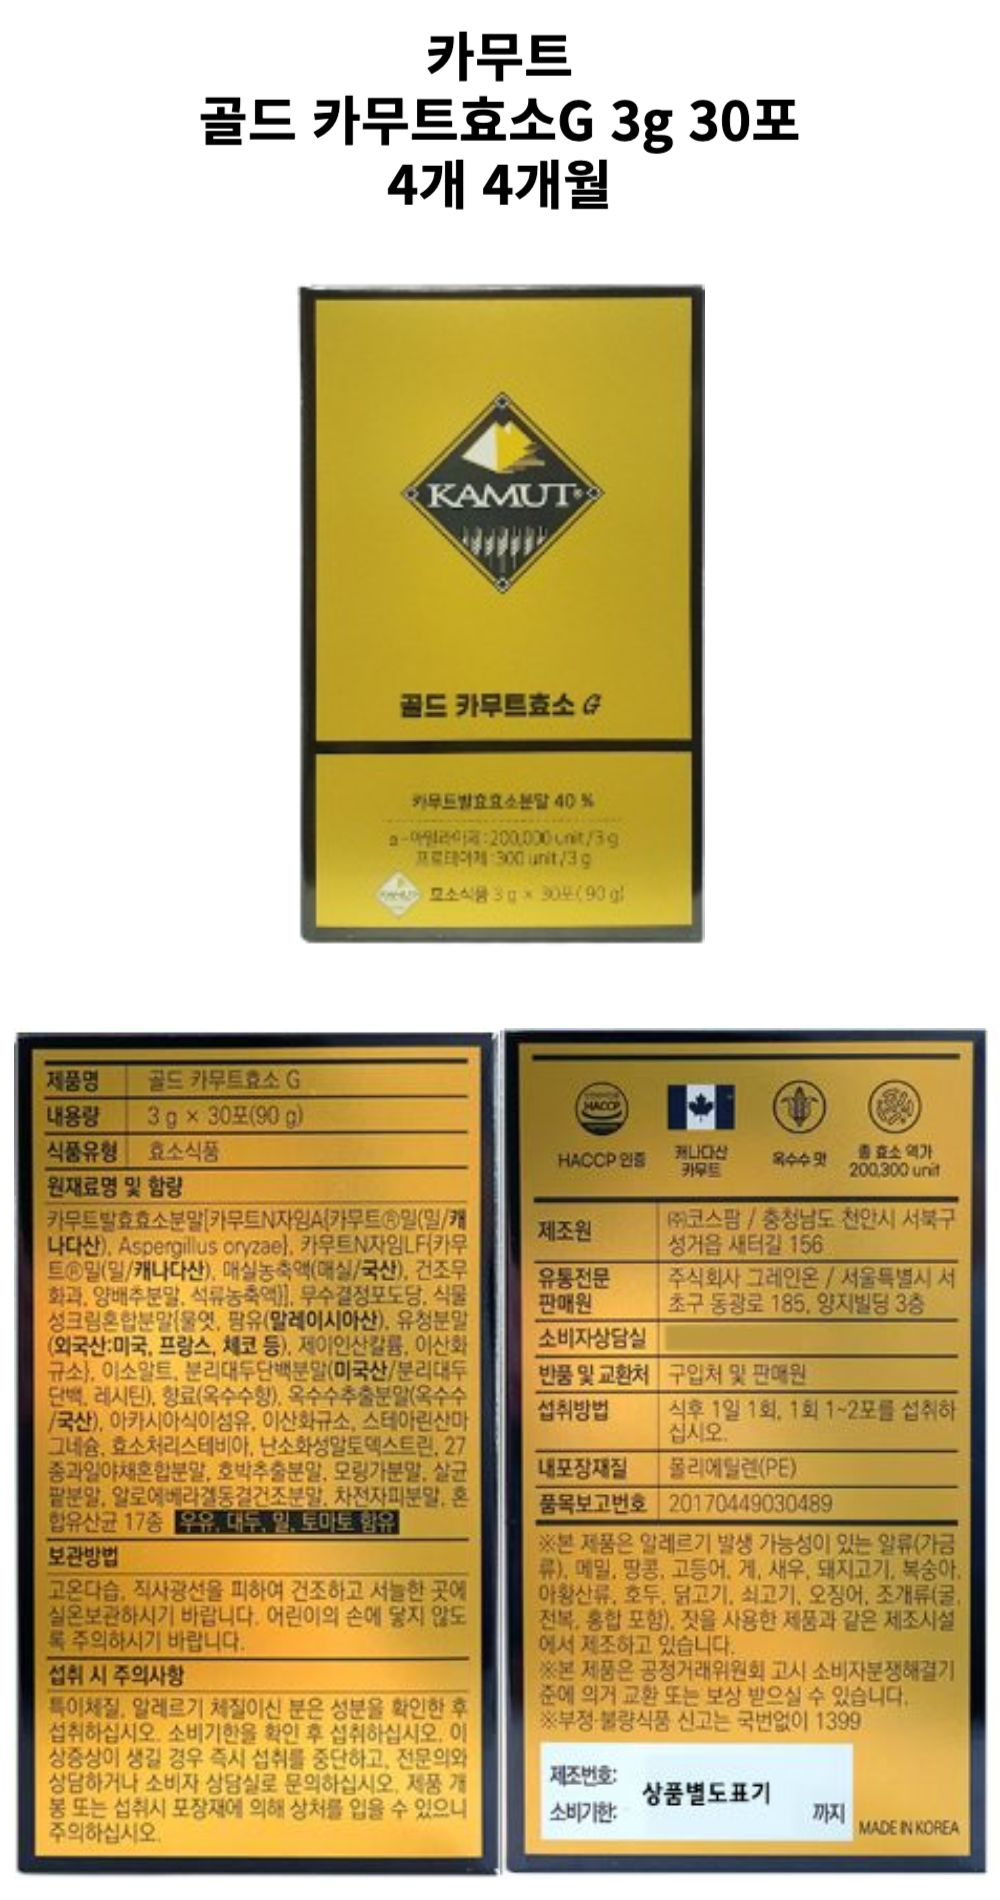 카무트
골드 카무트효소G 3g 30포
4개 4개월
KAMUT®
골드 카무트효소 G
카무트발효효소분말 40 %
a-아밀라아제:200,000 unit/3 g
프로테아제:300 unit/3 g
KAMUT
효소식품 3 g × 30포( 90 g)
제품명 골드 카무트효소 G
내용량 3 g × 30포(90 g)
식품유형 효소식품
원재료명 및 함량
카무트발효효소분말[카무트N자임A{카무트®밀(밀/캐
나다산), Aspergillus oryzae}, 카무트N자임LF{카무
트®밀(밀/캐나다산), 매실농축액(매실/국산), 건조무
화과, 양배추분말, 석류농축액}], 무수결정포도당, 식물
성크림혼합분말{물엿, 팜유(말레이시아산), 유청분말
(외국산:미국, 프랑스, 체코 등), 제이인산칼륨, 이산화
규소}, 이소말트, 분리대두단백분말(미국산/분리대두
단백, 레시틴), 향료(옥수수향), 옥수수추출분말(옥수수
/국산), 아카시아식이섬유, 이산화규소, 스테아린산마
그네슘, 효소처리스테비아, 난소화성말토덱스트린, 27
종과일야채혼합분말, 호박추출분말, 모링가분말, 살균
팥분말, 알로에베라겔동결건조분말, 차전자피분말, 혼
합유산균 17종 우유, 대두, 밀, 토마토 함유
보관방법
고온다습, 직사광선을 피하여 건조하고 서늘한 곳에
실온보관하시기 바랍니다. 어린이의 손에 닿지 않도
록 주의하시기 바랍니다.
섭취 시 주의사항
특이체질, 알레르기 체질이신 분은 성분을 확인한 후
섭취하십시오. 소비기한을 확인 후 섭취하십시오. 이
상증상이 생길 경우 즉시 섭취를 중단하고, 전문의와
상담하거나 소비자 상담실로 문의하십시오. 제품 개
봉 또는 섭취시 포장재에 의해 상처를 입을 수 있으니
주의하십시오.
HACCP
HACCP 인증
캐나다산
카무트
옥수수 맛
총 효소 역가
200,300 unit
제조원 ㈜코스팜 / 충청남도 천안시 서북구
성거읍 새터길 156
유통전문
판매원 주식회사 그레인온 / 서울특별시 서
초구 동광로 185, 양지빌딩 3층
소비자상담실
반품 및 교환처 구입처 및 판매원
섭취방법 식후 1일 1회, 1회 1~2포를 섭취하
십시오.
내포장재질 폴리에틸렌(PE)
품목보고번호 20170449030489
※본 제품은 알레르기 발생 가능성이 있는 알류(가금
류), 메밀, 땅콩, 고등어, 게, 새우, 돼지고기, 복숭아,
아황산류, 호두, 닭고기, 쇠고기, 오징어, 조개류(굴,
전복, 홍합 포함), 잣을 사용한 제품과 같은 제조시설
에서 제조하고 있습니다.
※본 제품은 공정거래위원회 고시 소비자분쟁해결기
준에 의거 교환 또는 보상 받으실 수 있습니다.
※부정·불량식품 신고는 국번없이 1399
제조번호:
상품별도표기
소비기한: 까지
MADE IN KOREA